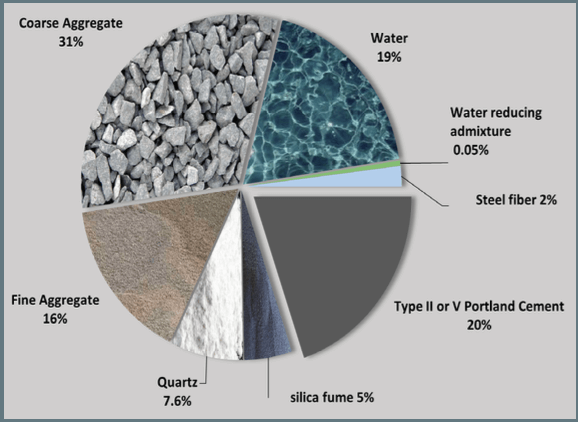 Coarse Aggregate
31%
Water
19%
Water reducing
admixture
0.05%
Steel fiber 2%
Type II or V Portland Cement
20%
silica fume 5%
Quartz
7.6%
Fine Aggregate
16%